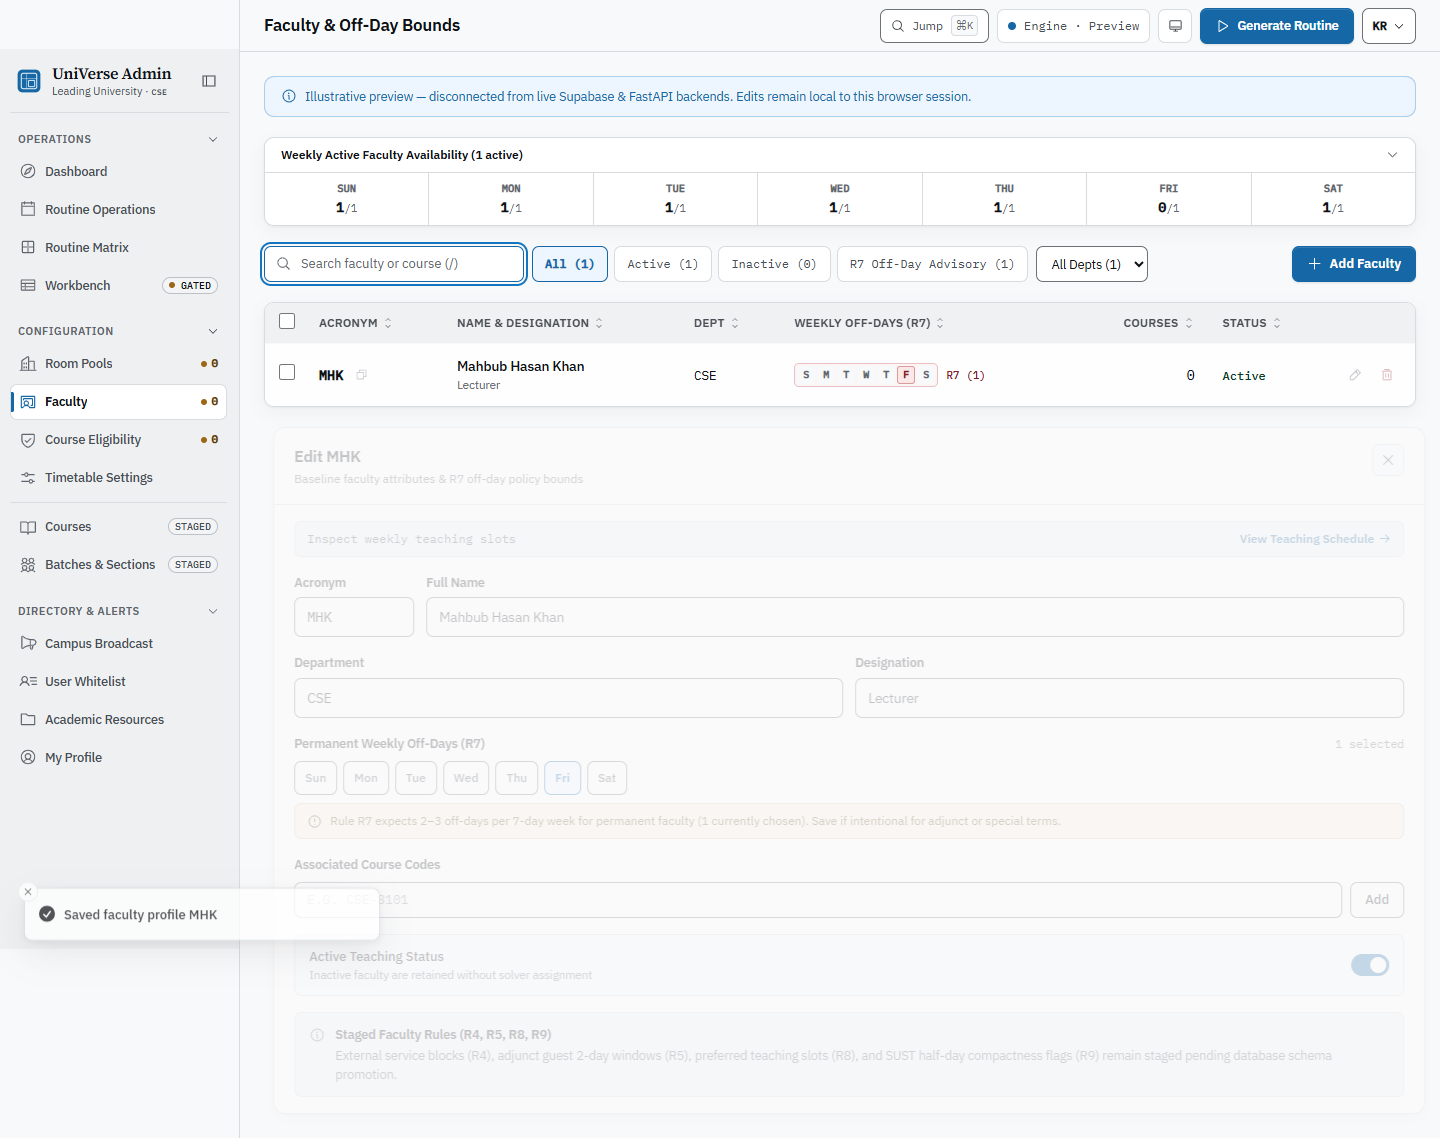 UniVerse Admin
Leading University · CSE
OPERATIONS
Dashboard
Routine Operations
Routine Matrix
Workbench
GATED
CONFIGURATION
Room Pools
0
Faculty
0
Course Eligibility
0
Timetable Settings
Courses
STAGED
Batches & Sections
STAGED
DIRECTORY & ALERTS
Campus Broadcast
User Whitelist
Academic Resources
My Profile
Faculty & Off-Day Bounds
Jump ⌘K
Engine · Preview
Generate Routine
KR
Illustrative preview — disconnected from live Supabase & FastAPI backends. Edits remain local to this browser session.
Weekly Active Faculty Availability (1 active)
SUN MON TUE WED THU FRI SAT
1/1 1/1 1/1 1/1 1/1 0/1 1/1
Search faculty or course (/)
All (1)
Active (1)
Inactive (0)
R7 Off-Day Advisory (1)
All Depts (1)
Add Faculty
ACRONYM NAME & DESIGNATION DEPT WEEKLY OFF-DAYS (R7) COURSES STATUS
MHK
Mahbub Hasan Khan
Lecturer
CSE
S M T W T F S R7 (1)
0
Active
Edit MHK
Baseline faculty attributes & R7 off-day policy bounds
Inspect weekly teaching slots
View Teaching Schedule →
Acronym Full Name
MHK Mahbub Hasan Khan
Department Designation
CSE Lecturer
Permanent Weekly Off-Days (R7)
1 selected
Sun Mon Tue Wed Thu Fri Sat
Rule R7 expects 2–3 off-days per 7-day week for permanent faculty (1 currently chosen). Save if intentional for adjunct or special terms.
Associated Course Codes
E.g. CSE-3101
Add
Saved faculty profile MHK
Active Teaching Status
Inactive faculty are retained without solver assignment
Staged Faculty Rules (R4, R5, R8, R9)
External service blocks (R4), adjunct guest 2-day windows (R5), preferred teaching slots (R8), and SUST half-day compactness flags (R9) remain staged pending database schema
promotion.